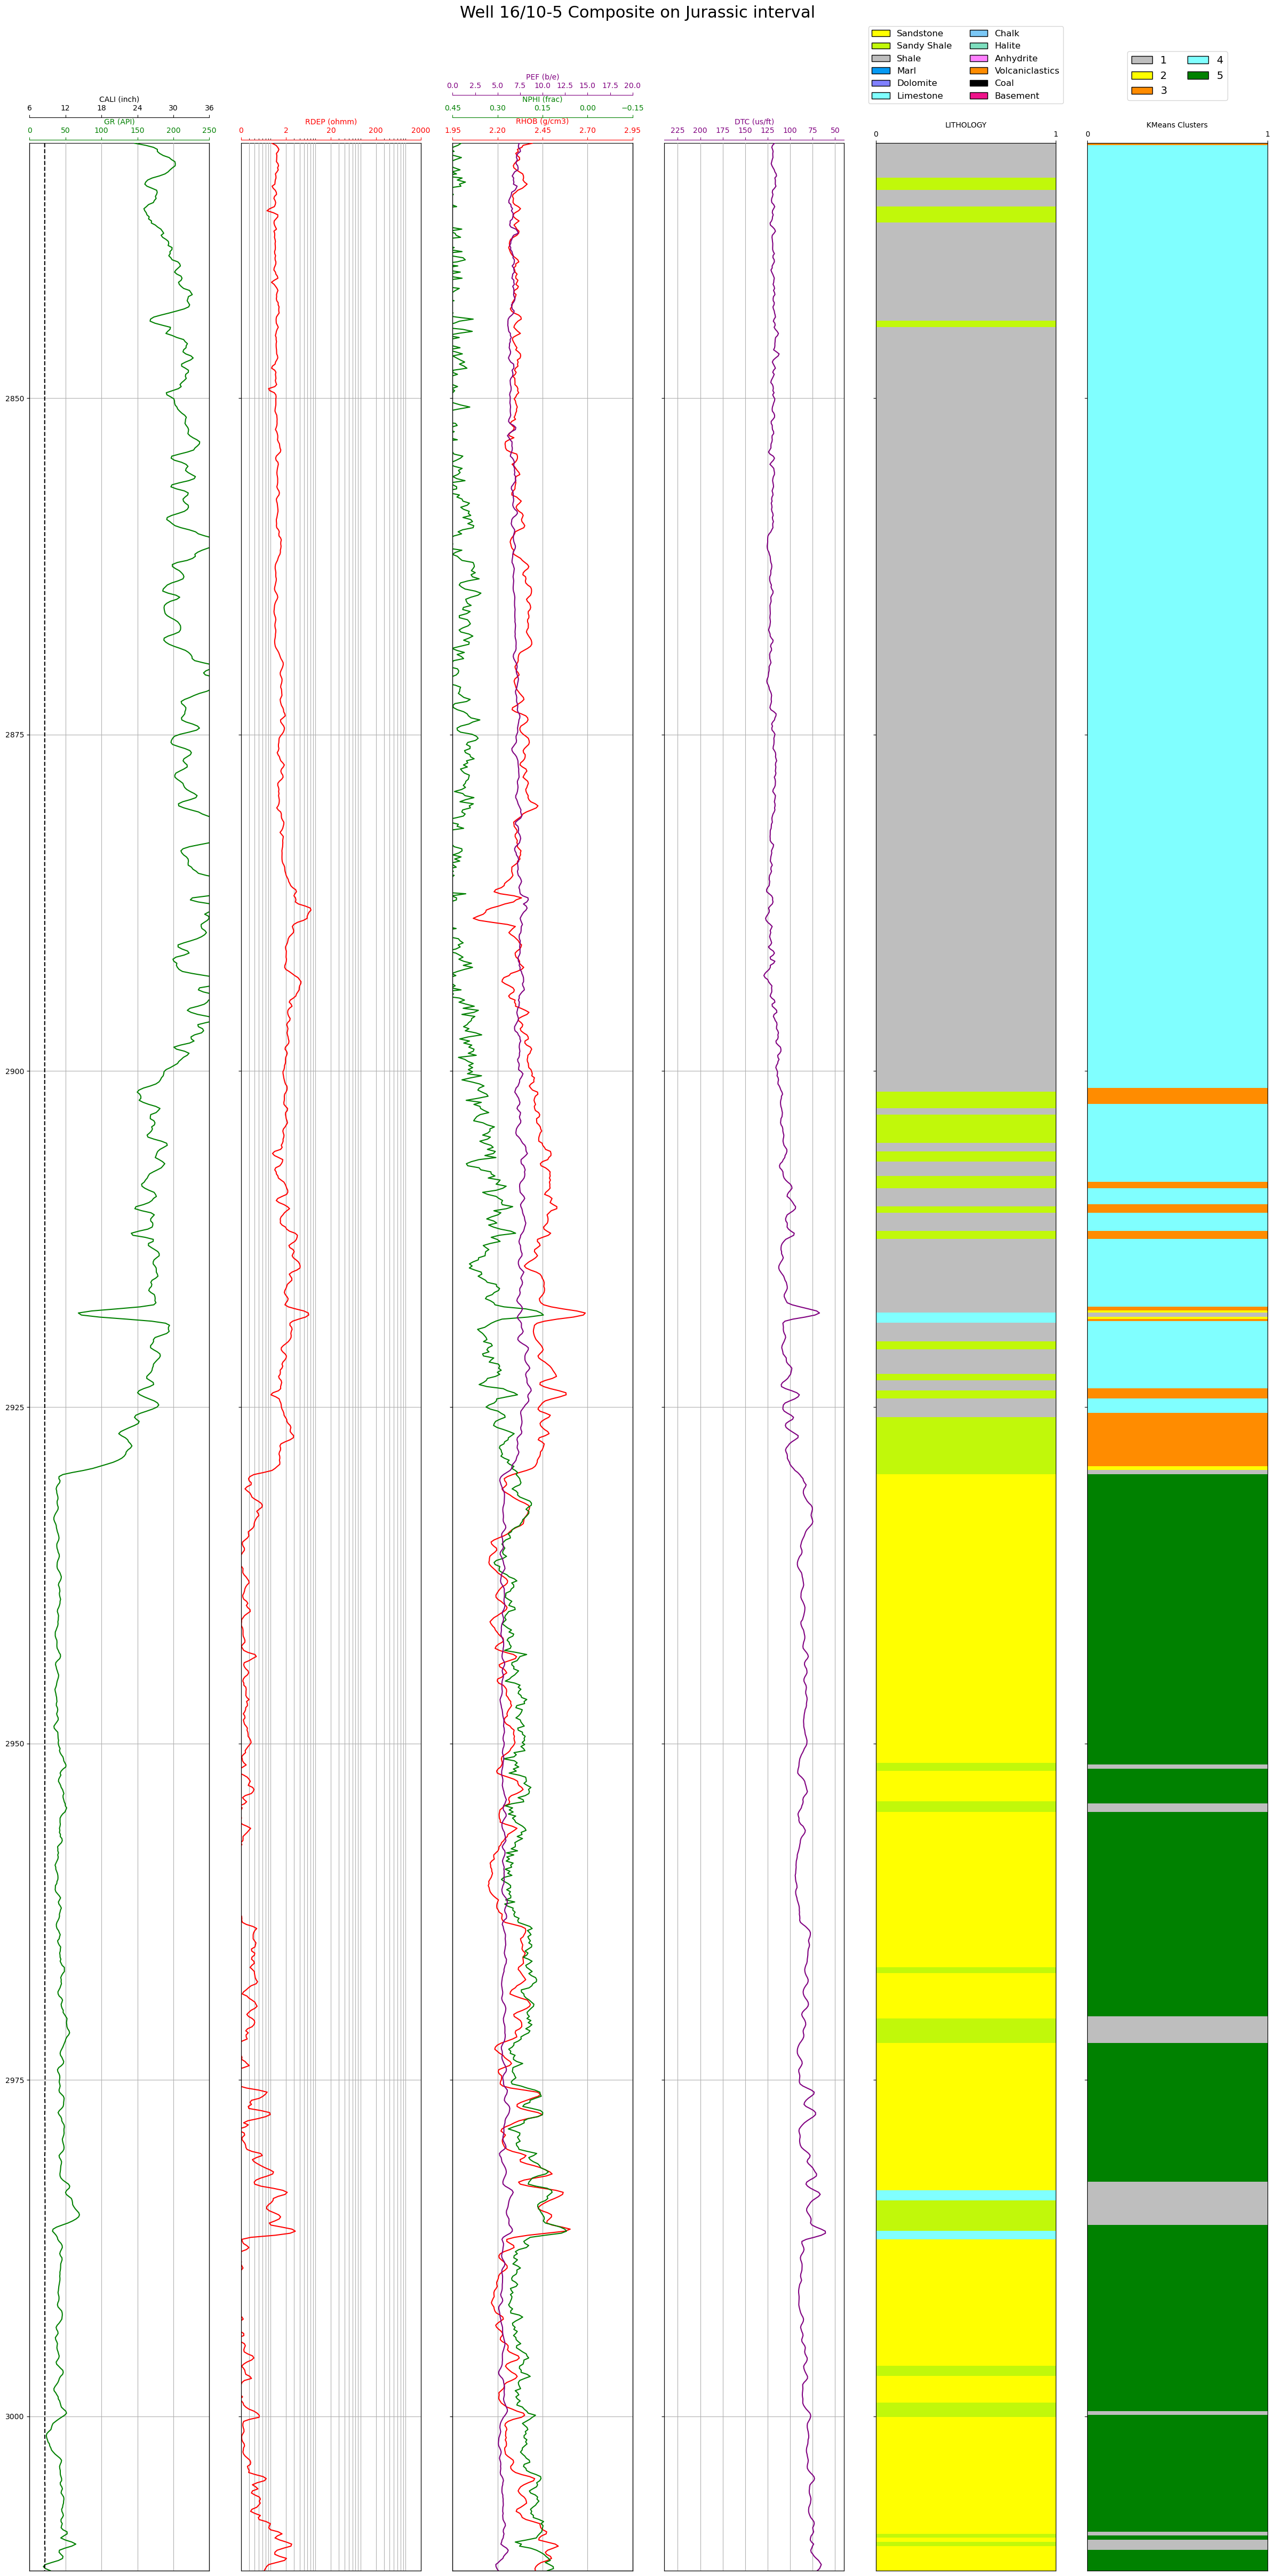 Well 16/10-5 Composite on Jurassic interval
Sandstone Chalk
Sandy Shale Halite
Shale Anhydrite
Marl Volcaniclastics
Dolomite Coal
Limestone Basement
1 4
2 5
3
PEF (b/e)
0.0 2.5 5.0 7.5 10.0 12.5 15.0 17.5 20.0
CALI (inch) NPHI (frac)
6 12 18 24 30 36 0.45 0.30 0.15 0.00 −0.15
GR (API) RDEP (ohmm) RHOB (g/cm3) DTC (us/ft) LITHOLOGY KMeans Clusters
0 50 100 150 200 250 0 2 20 200 2000 1.95 2.20 2.45 2.70 2.95 225 200 175 150 125 100 75 50 0 1 0 1
2850
2875
2900
2925
2950
2975
3000